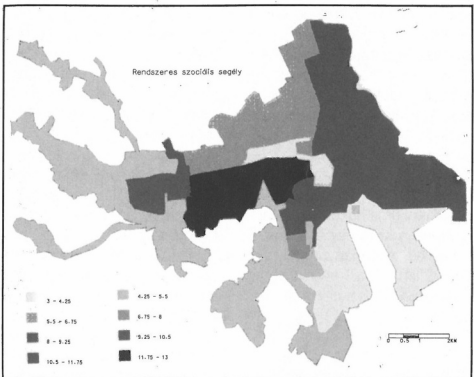 Rendszeres szociális segély
3 - 4.25
4.25 - 5.5
5.5 - 6.75
6.75 - 8
8 - 9.25
9.25 - 10.5
10.5 - 11.75
11.75 - 13
0 0.5 1 2KM